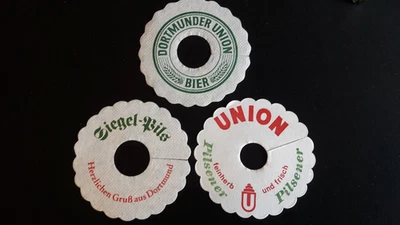 DORTMUNDER UNION
BIER
Siegel-Pils
Herzlichen Gruß aus Dortmund
UNION
Pilsener
feinherb
und frisch
Pilsener
U